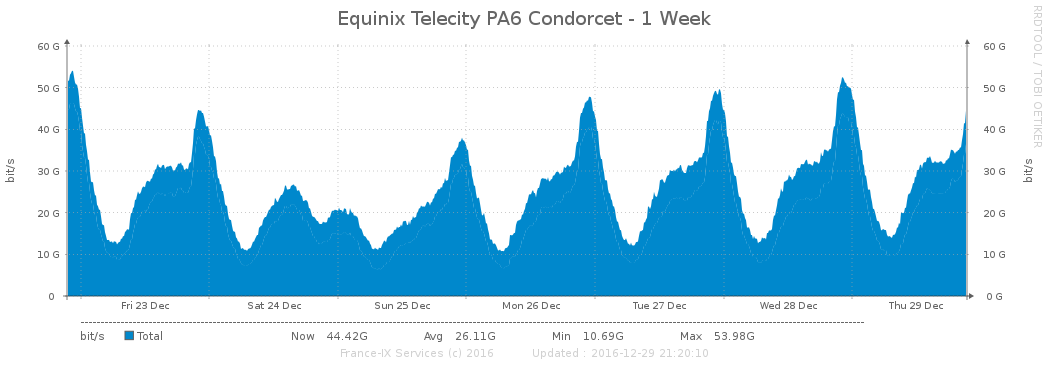 Equinix Telecity PA6 Condorcet - 1 Week
RRDTOOL / TOBI OETIKER
bit/s
60 G
50 G
40 G
30 G
20 G
10 G
0
60 G
50 G
40 G
30 G
20 G
10 G
0 G
bit/s
Fri 23 Dec Sat 24 Dec Sun 25 Dec Mon 26 Dec Tue 27 Dec Wed 28 Dec Thu 29 Dec
bit/s Total Now 44.42G Avg 26.11G Min 10.69G Max 53.98G
France-IX Services (c) 2016 Updated : 2016-12-29 21:20:10